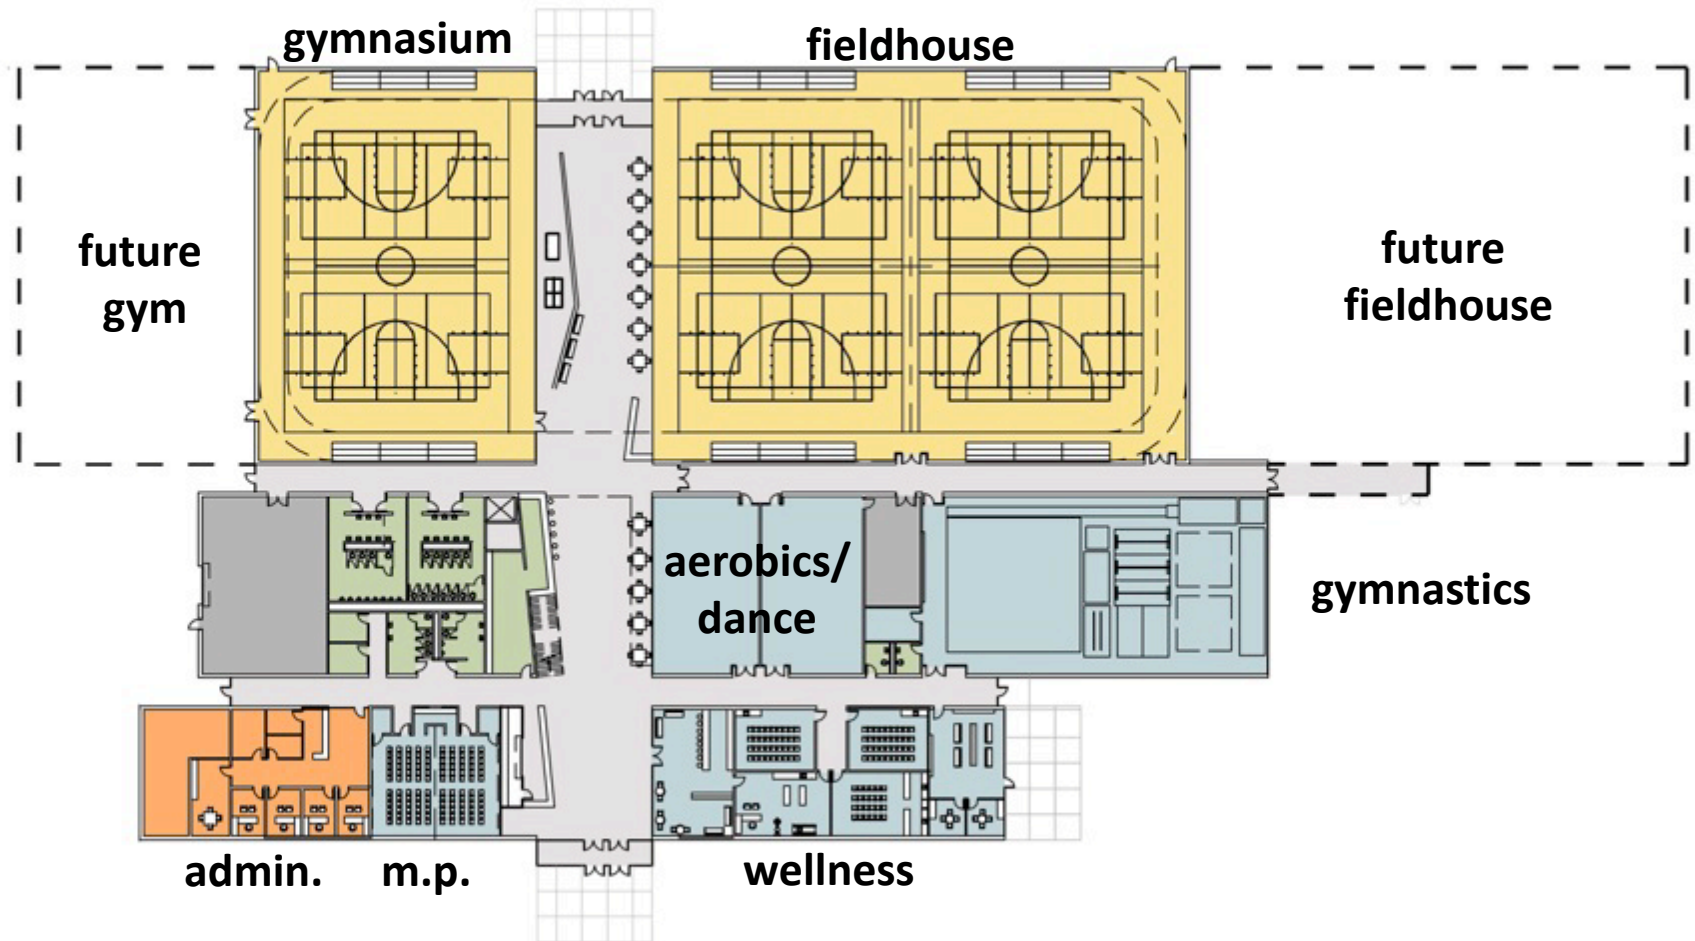 gymnasium
fieldhouse
future
gym
future
fieldhouse
aerobics/
dance
gymnastics
admin.
m.p.
wellness